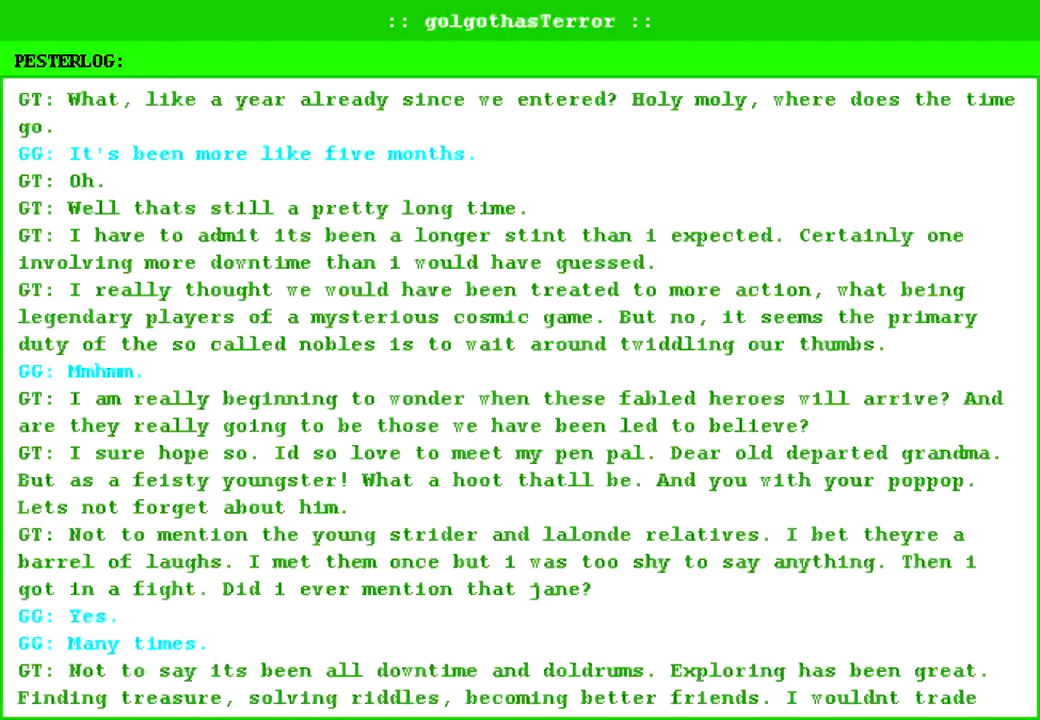 :: golgothasTerror ::
PESTERLOG:
GT: What, like a year already since we entered? Holy moly, where does the time
go.
GG: It's been more like five months.
GT: Oh.
GT: Well thats still a pretty long time.
GT: I have to admit its been a longer stint than i expected. Certainly one
involving more downtime than i would have guessed.
GT: I really thought we would have been treated to more action, what being
legendary players of a mysterious cosmic game. But no, it seems the primary
duty of the so called nobles is to wait around twiddling our thumbs.
GG: Mmhmm.
GT: I am really beginning to wonder when these fabled heroes will arrive? And
are they really going to be those we have been led to believe?
GT: I sure hope so. Id so love to meet my pen pal. Dear old departed grandma.
But as a feisty youngster! What a hoot thatll be. And you with your poppop.
Lets not forget about him.
GT: Not to mention the young strider and lalonde relatives. I bet theyre a
barrel of laughs. I met them once but i was too shy to say anything. Then i
got in a fight. Did i ever mention that jane?
GG: Yes.
GG: Many times.
GT: Not to say its been all downtime and doldrums. Exploring has been great.
Finding treasure, solving riddles, becoming better friends. I wouldnt trade